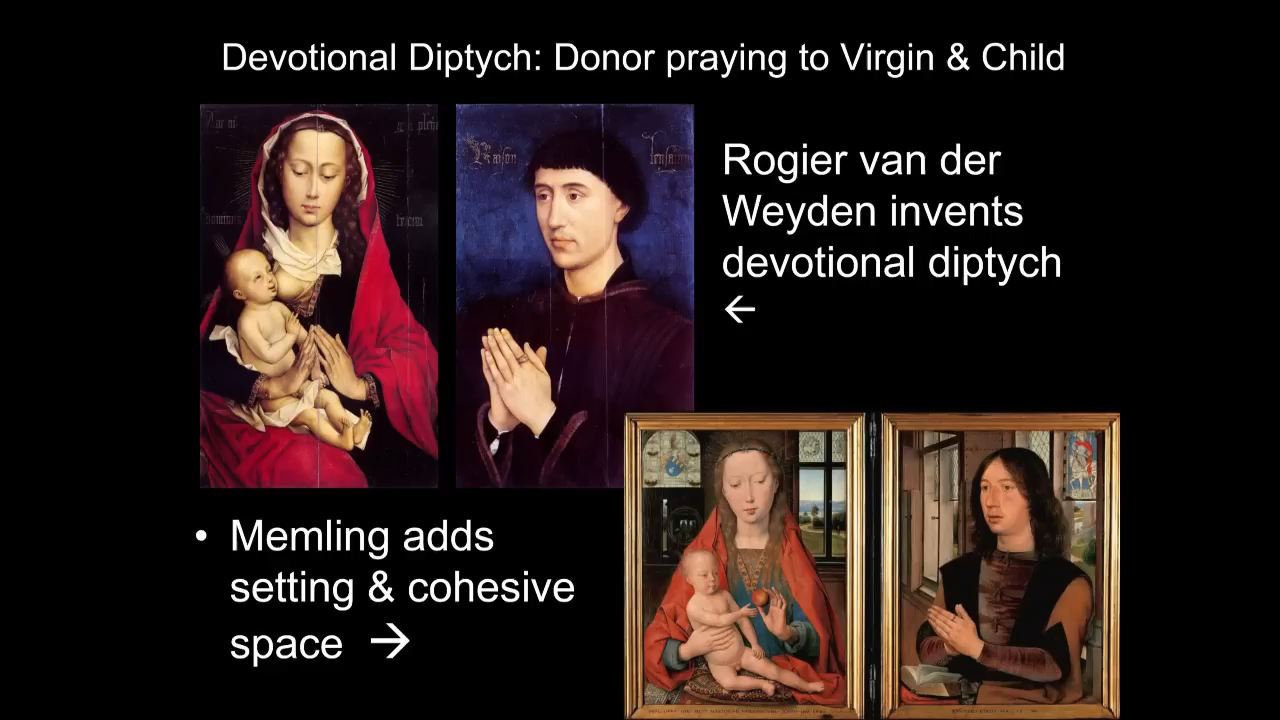 Devotional Diptych: Donor praying to Virgin & Child
Rogier van der
Weyden invents
devotional diptych
←
• Memling adds
setting & cohesive
space →